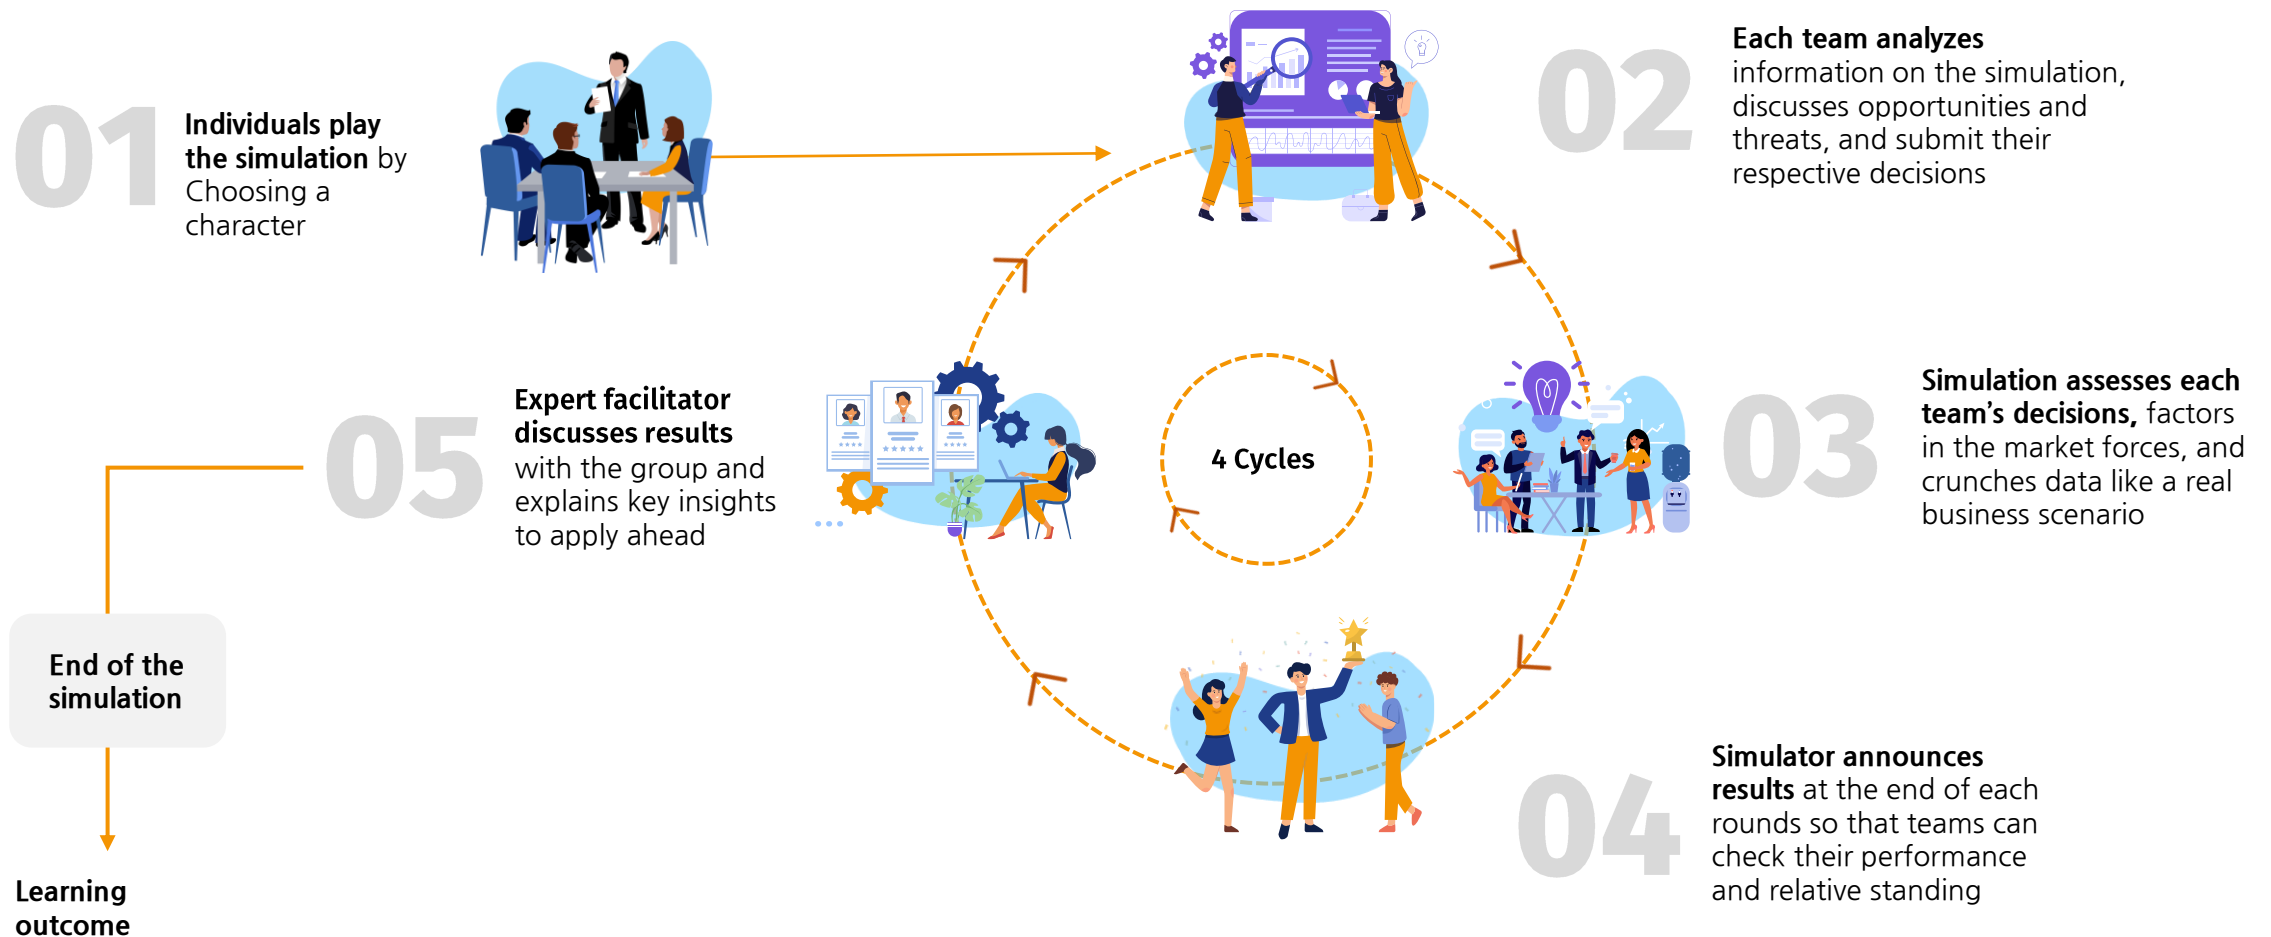 01
Individuals play
the simulation by
Choosing a
character
02
Each team analyzes
information on the simulation,
discusses opportunities and
threats, and submit their
respective decisions
03
Simulation assesses each
team’s decisions, factors
in the market forces, and
crunches data like a real
business scenario
04
Simulator announces
results at the end of each
rounds so that teams can
check their performance
and relative standing
05
Expert facilitator
discusses results
with the group and
explains key insights
to apply ahead
4 Cycles
End of the
simulation
Learning
outcome